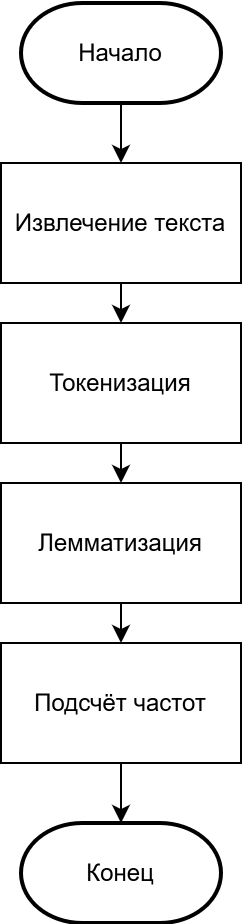 Начало
Извлечение текста
Токенизация
Лемматизация
Подсчёт частот
Конец